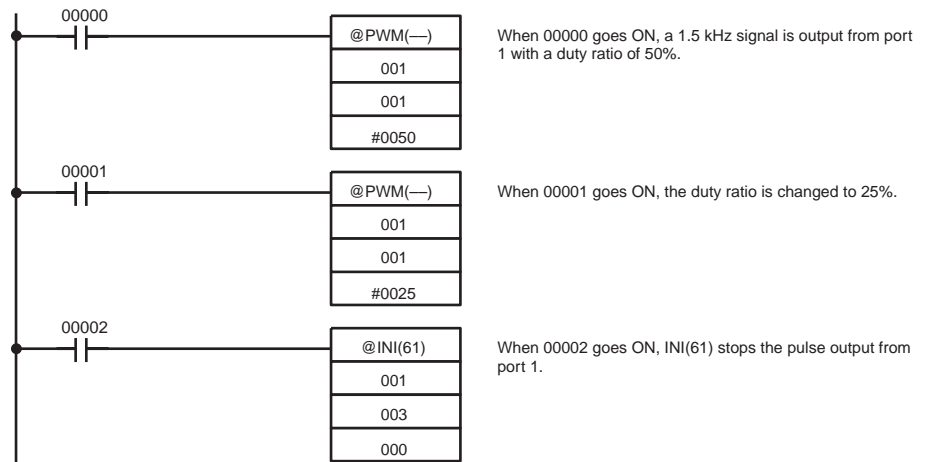 00000
@PWM(––)
001
001
#0050
When 00000 goes ON, a 1.5 kHz signal is output from port
1 with a duty ratio of 50%.
00001
@PWM(––)
001
001
#0025
When 00001 goes ON, the duty ratio is changed to 25%.
00002
@INI(61)
001
003
000
When 00002 goes ON, INI(61) stops the pulse output from
port 1.